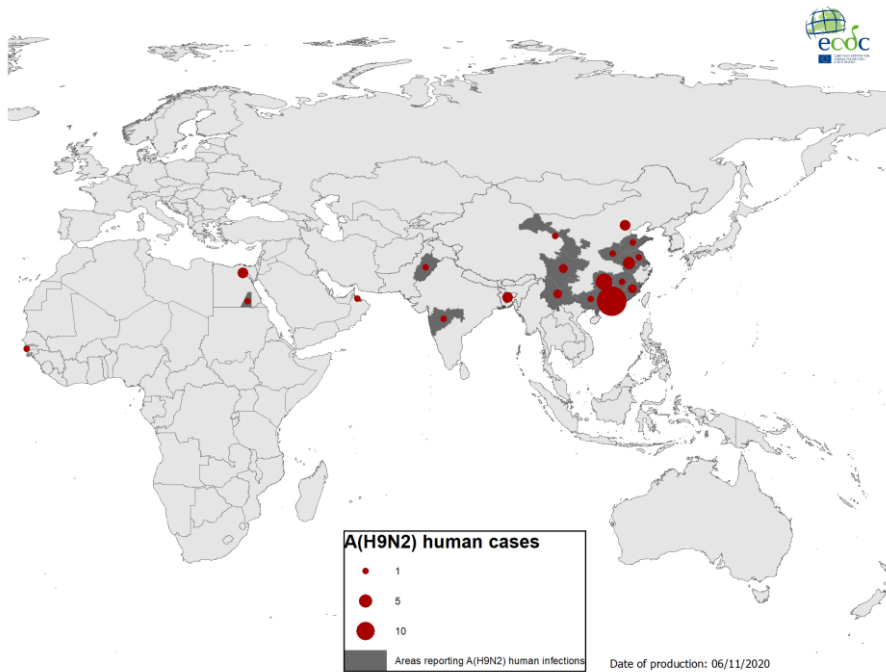 ecdc
A(H9N2) human cases
1
5
10
Areas reporting A(H9N2) human infections
Date of production: 06/11/2020